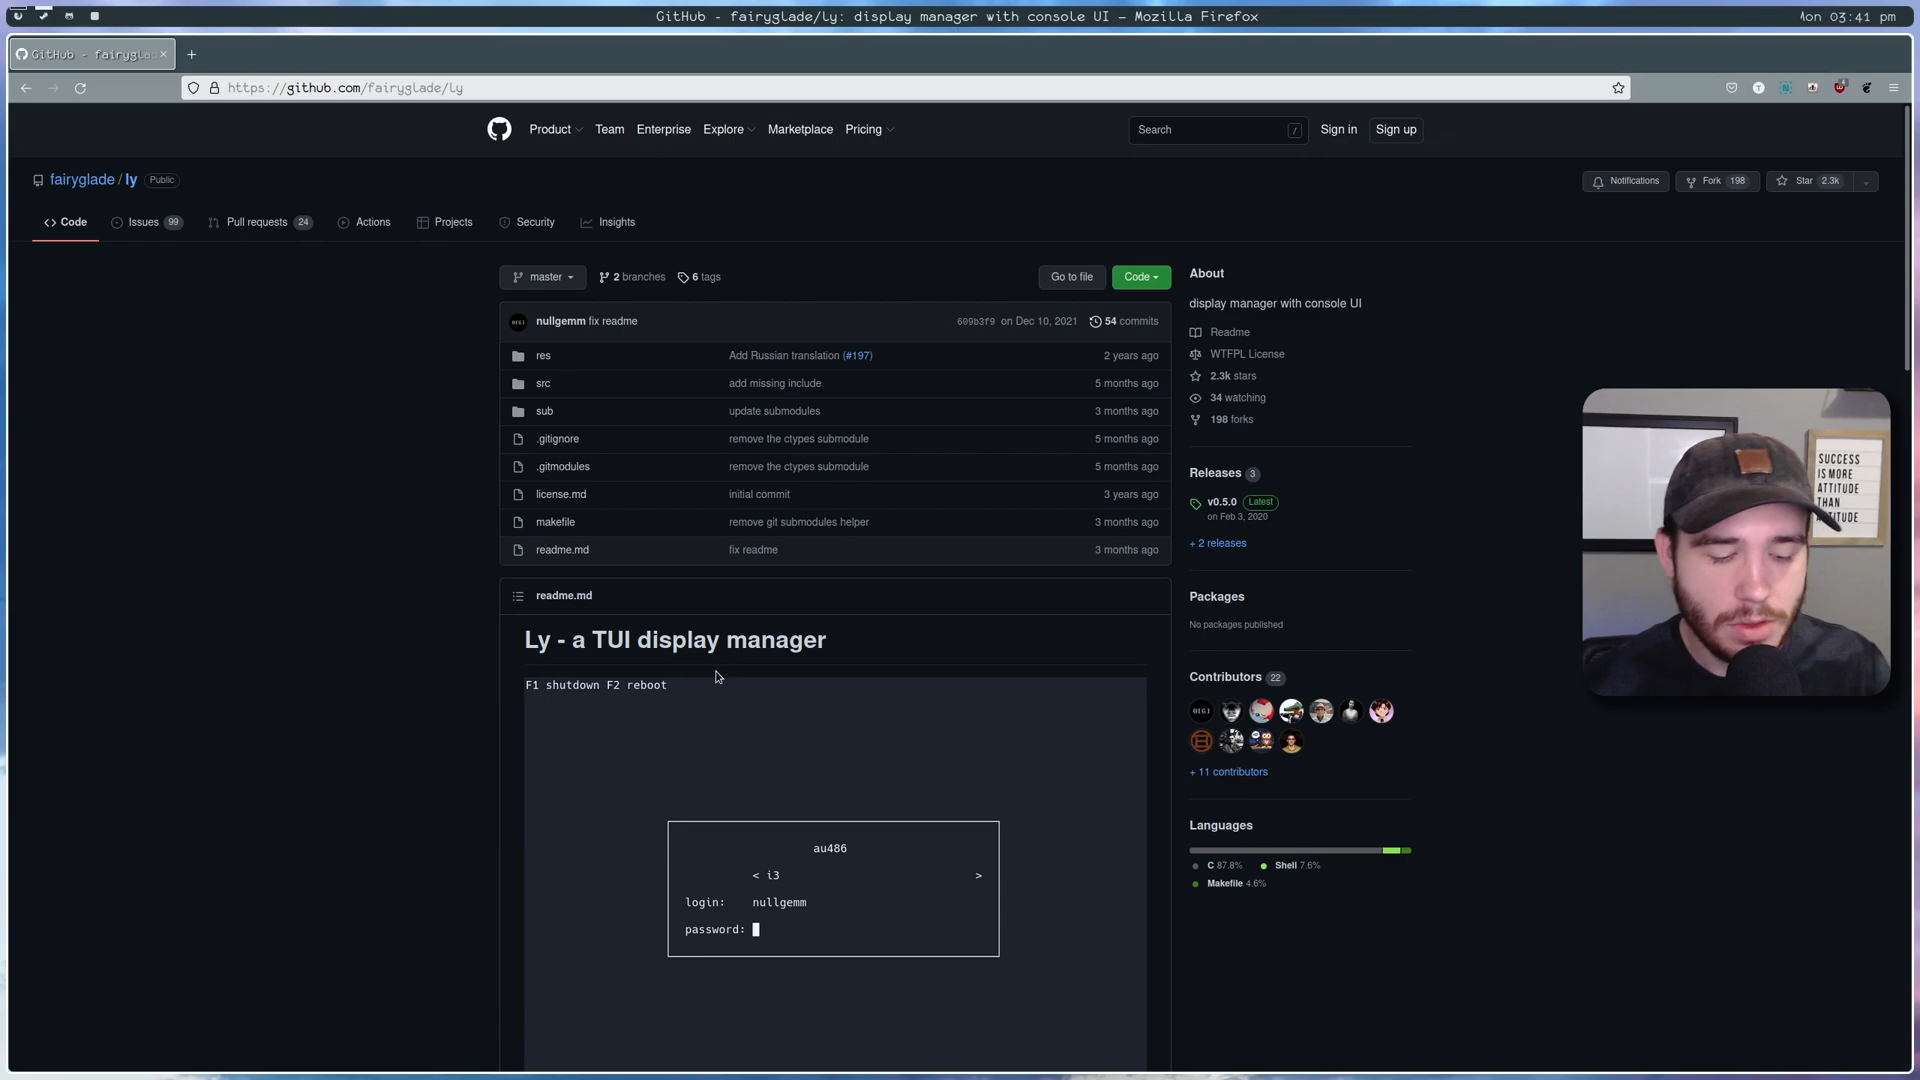 GitHub - fairyglade/ly: display manager with console UI — Mozilla Firefox
Mon 03:41 pm
GitHub - fairygla
https://github.com/fairyglade/ly
Product
Team
Enterprise
Explore
Marketplace
Pricing
Search
/
Sign in
Sign up
fairyglade / ly
Public
Notifications
Fork 198
Star 2.3k
Code
Issues 99
Pull requests 24
Actions
Projects
Security
Insights
master
2 branches
6 tags
Go to file
Code
nullgemm fix readme
609b3f9 on Dec 10, 2021
54 commits
res
Add Russian translation (#197)
2 years ago
src
add missing include
5 months ago
sub
update submodules
3 months ago
.gitignore
remove the ctypes submodule
5 months ago
.gitmodules
remove the ctypes submodule
5 months ago
license.md
initial commit
3 years ago
makefile
remove git submodules helper
3 months ago
readme.md
fix readme
3 months ago
readme.md
Ly - a TUI display manager
F1 shutdown F2 reboot
au486
< i3 >
login: nullgemm
password:
About
display manager with console UI
Readme
WTFPL License
2.3k stars
34 watching
198 forks
Releases 3
v0.5.0 Latest
on Feb 3, 2020
+ 2 releases
Packages
No packages published
Contributors 22
+ 11 contributors
Languages
C 87.8%
Shell 7.6%
Makefile 4.6%
SUCCESS
IS MORE
ATTITUDE
THAN